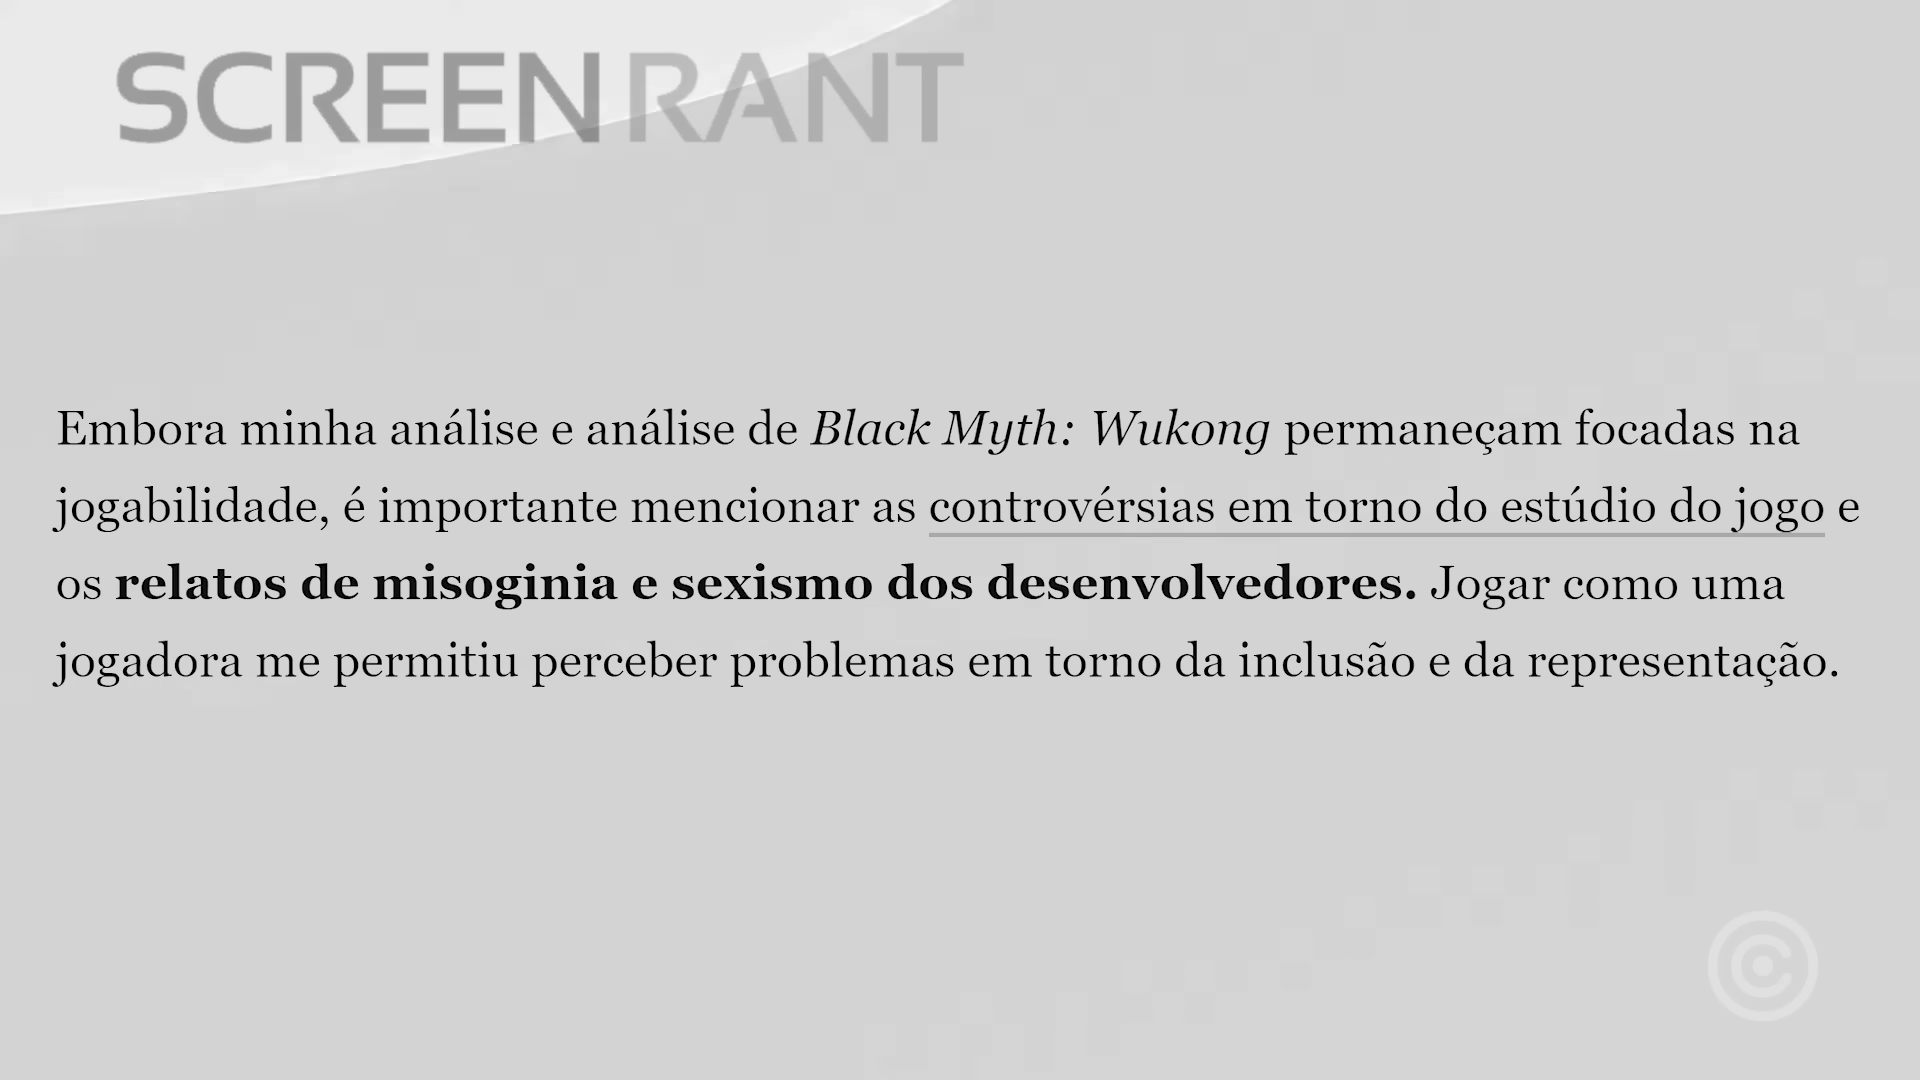 SCREENRANT
Embora minha análise e análise de Black Myth: Wukong permaneçam focadas na
jogabilidade, é importante mencionar as controvérsias em torno do estúdio do jogo e
os relatos de misoginia e sexismo dos desenvolvedores. Jogar como uma
jogadora me permitiu perceber problemas em torno da inclusão e da representação.